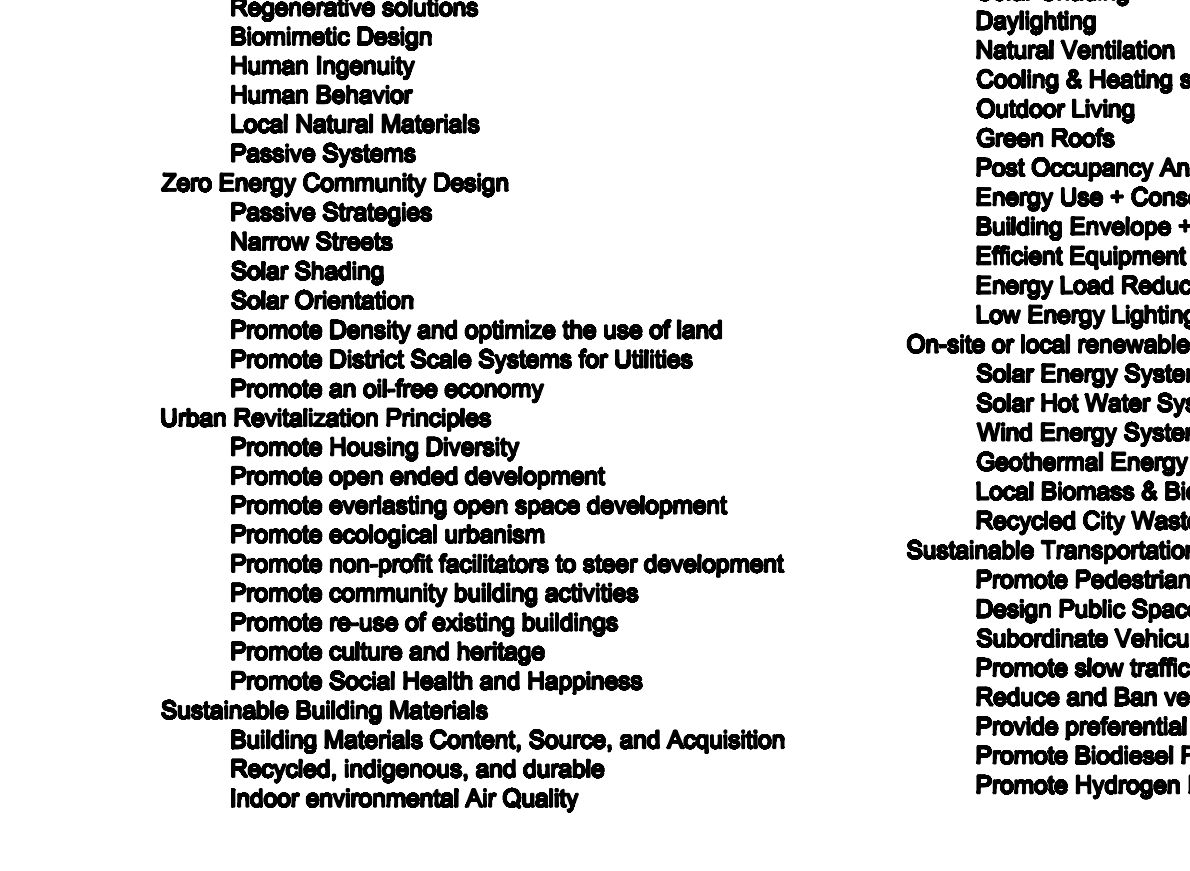 Regenerative solutions
Biomimetic Design
Human Ingenuity
Human Behavior
Local Natural Materials
Passive Systems
Zero Energy Community Design
Passive Strategies
Narrow Streets
Solar Shading
Solar Orientation
Promote Density and optimize the use of land
Promote District Scale Systems for Utilities
Promote an oil-free economy
Urban Revitalization Principles
Promote Housing Diversity
Promote open ended development
Promote everlasting open space development
Promote ecological urbanism
Promote non-profit facilitators to steer development
Promote community building activities
Promote re-use of existing buildings
Promote culture and heritage
Promote Social Health and Happiness
Sustainable Building Materials
Building Materials Content, Source, and Acquisition
Recycled, indigenous, and durable
Indoor environmental Air Quality
Solar Shading
Daylighting
Natural Ventilation
Cooling & Heating
Outdoor Living
Green Roofs
Post Occupancy
Energy Use +
Building Envelope +
Efficient Equipment
Energy Load
Low Energy Lighting
On-site or local renewable
Solar Energy
Solar Hot Water
Wind Energy
Geothermal Energy
Local Biomass &
Recycled City
Sustainable
Promote Pedestrian
Design Public
Subordinate
Promote slow traffic
Reduce and Ban
Provide preferential
Promote Biodiesel
Promote Hydrogen